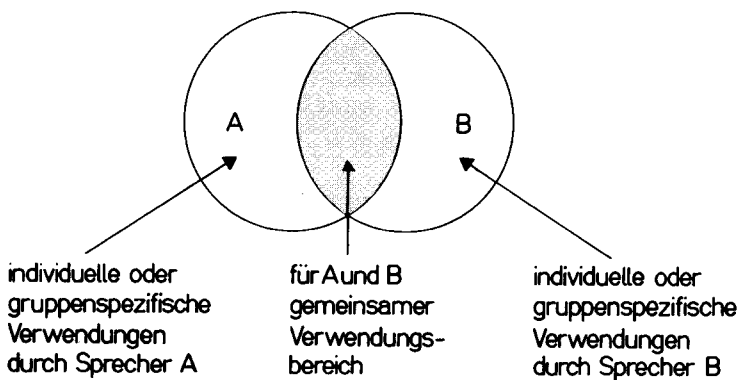 A
B
individuelle oder
gruppenspezifische
Verwendungen
durch Sprecher A
für A und B
gemeinsamer
Verwendungs-
bereich
individuelle oder
gruppenspezifische
Verwendungen
durch Sprecher B